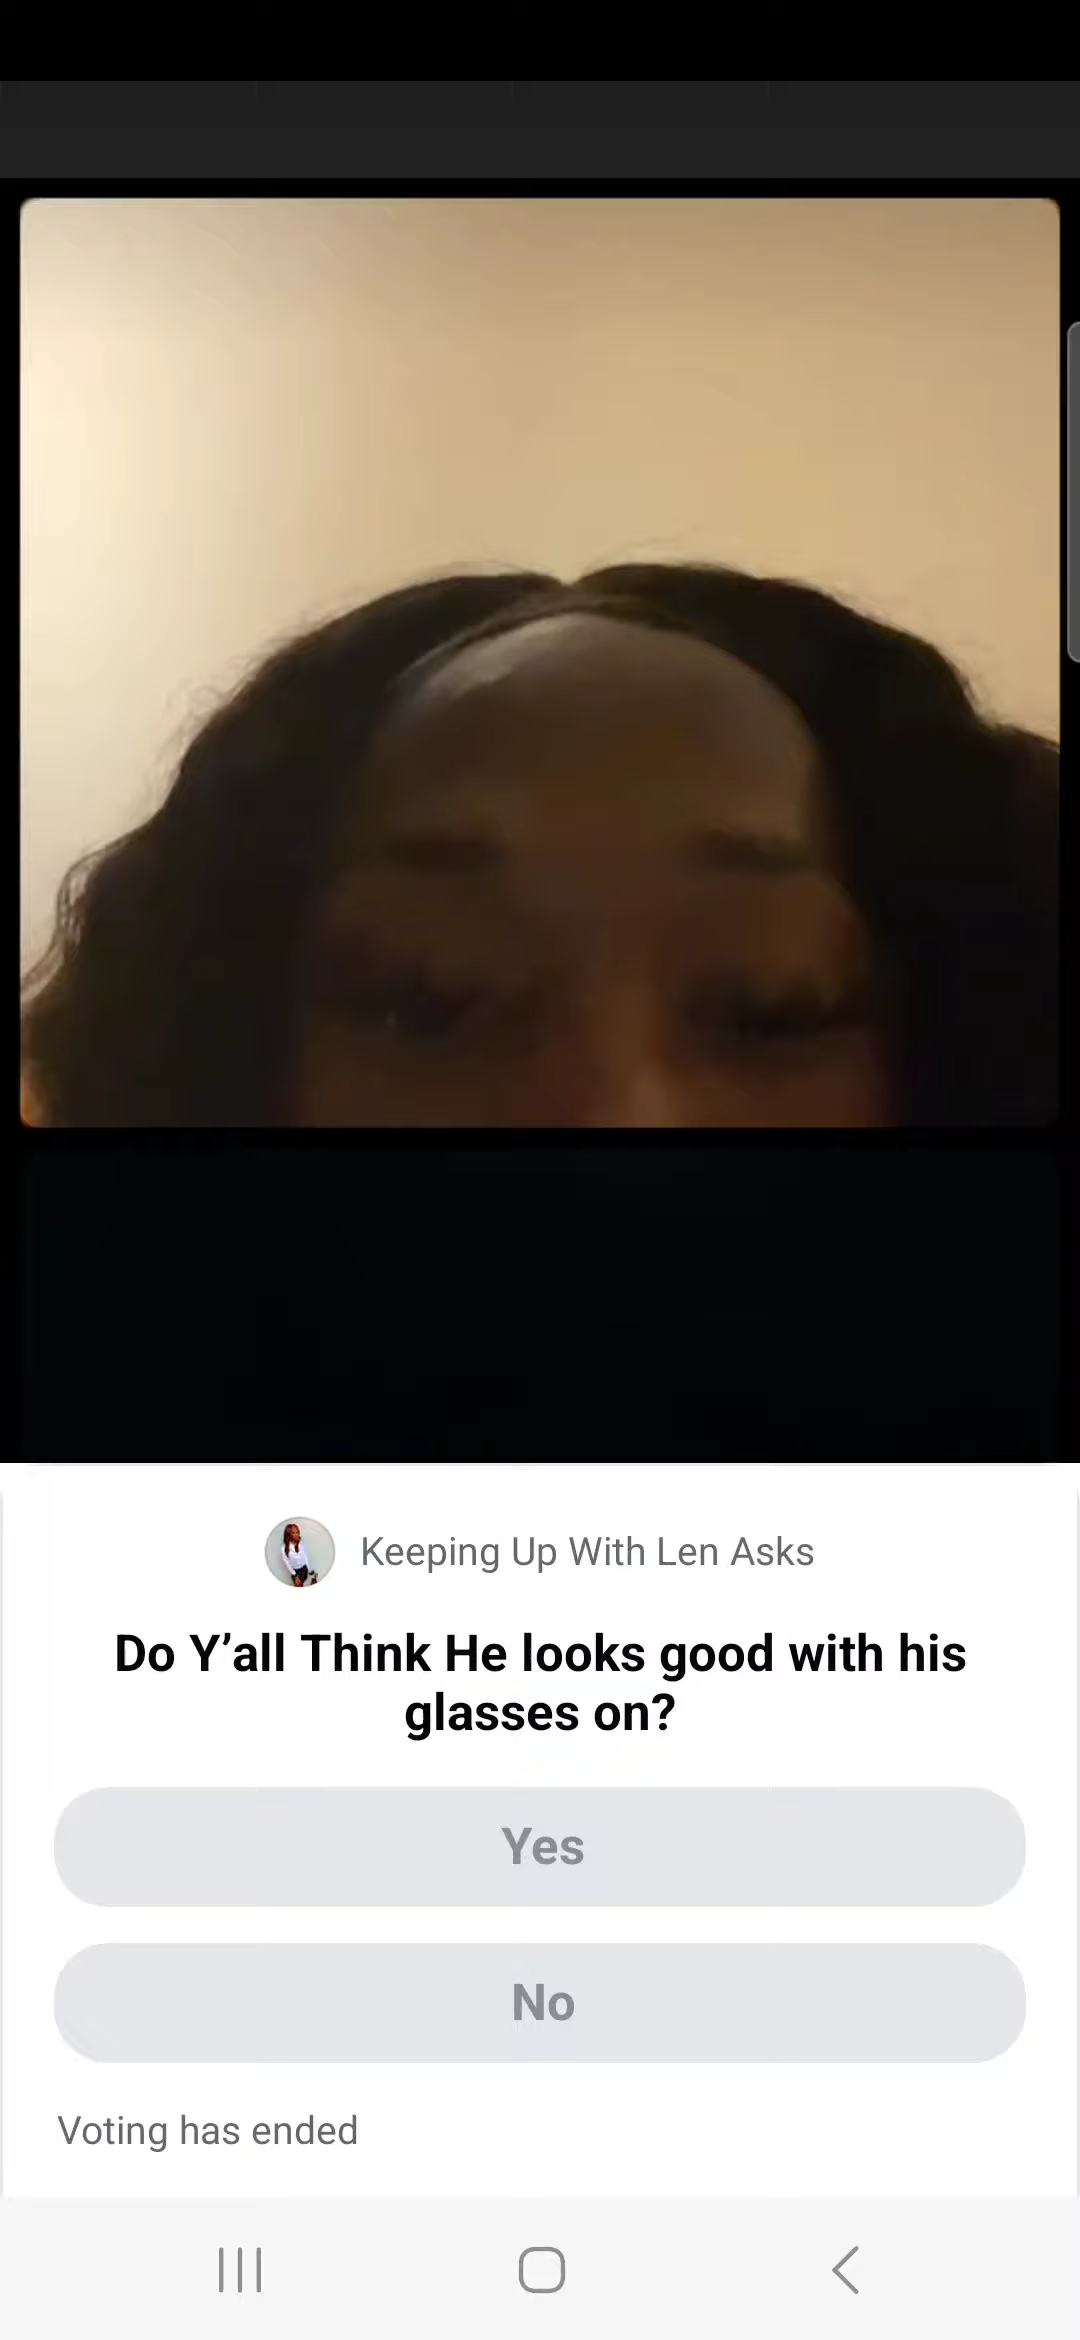 Keeping Up With Len Asks
Do Y’all Think He looks good with his
glasses on?
Yes
No
Voting has ended